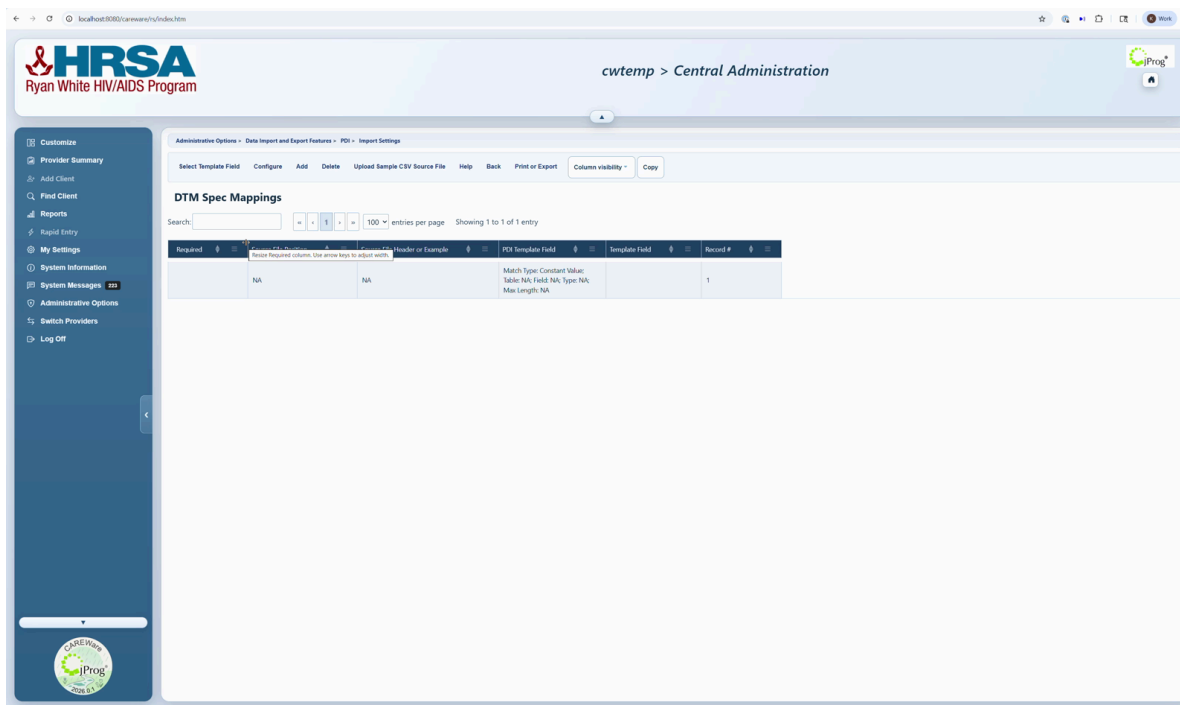 localhost:8080/careware/rs/index.htm
Work
HRSA
Ryan White HIV/AIDS Program
cwtemp > Central Administration
jProg
Customize
Provider Summary
Add Client
Find Client
Reports
Rapid Entry
My Settings
System Information
System Messages 223
Administrative Options
Switch Providers
Log Off
CAREWare
jProg
2026.0.1
Administrative Options > Data Import and Export Features > PDI > Import Settings
Select Template Field Configure Add Delete Upload Sample CSV Source File Help Back Print or Export Column visibility Copy
DTM Spec Mappings
Search: « ‹ 1 › » 100 entries per page Showing 1 to 1 of 1 entry
Required Source File Position Source File Header or Example PDI Template Field Template Field Record #
Resize Required column. Use arrow keys to adjust width.
NA NA Match Type: Constant Value; 1
Table: NA; Field: NA; Type: NA;
Max Length: NA